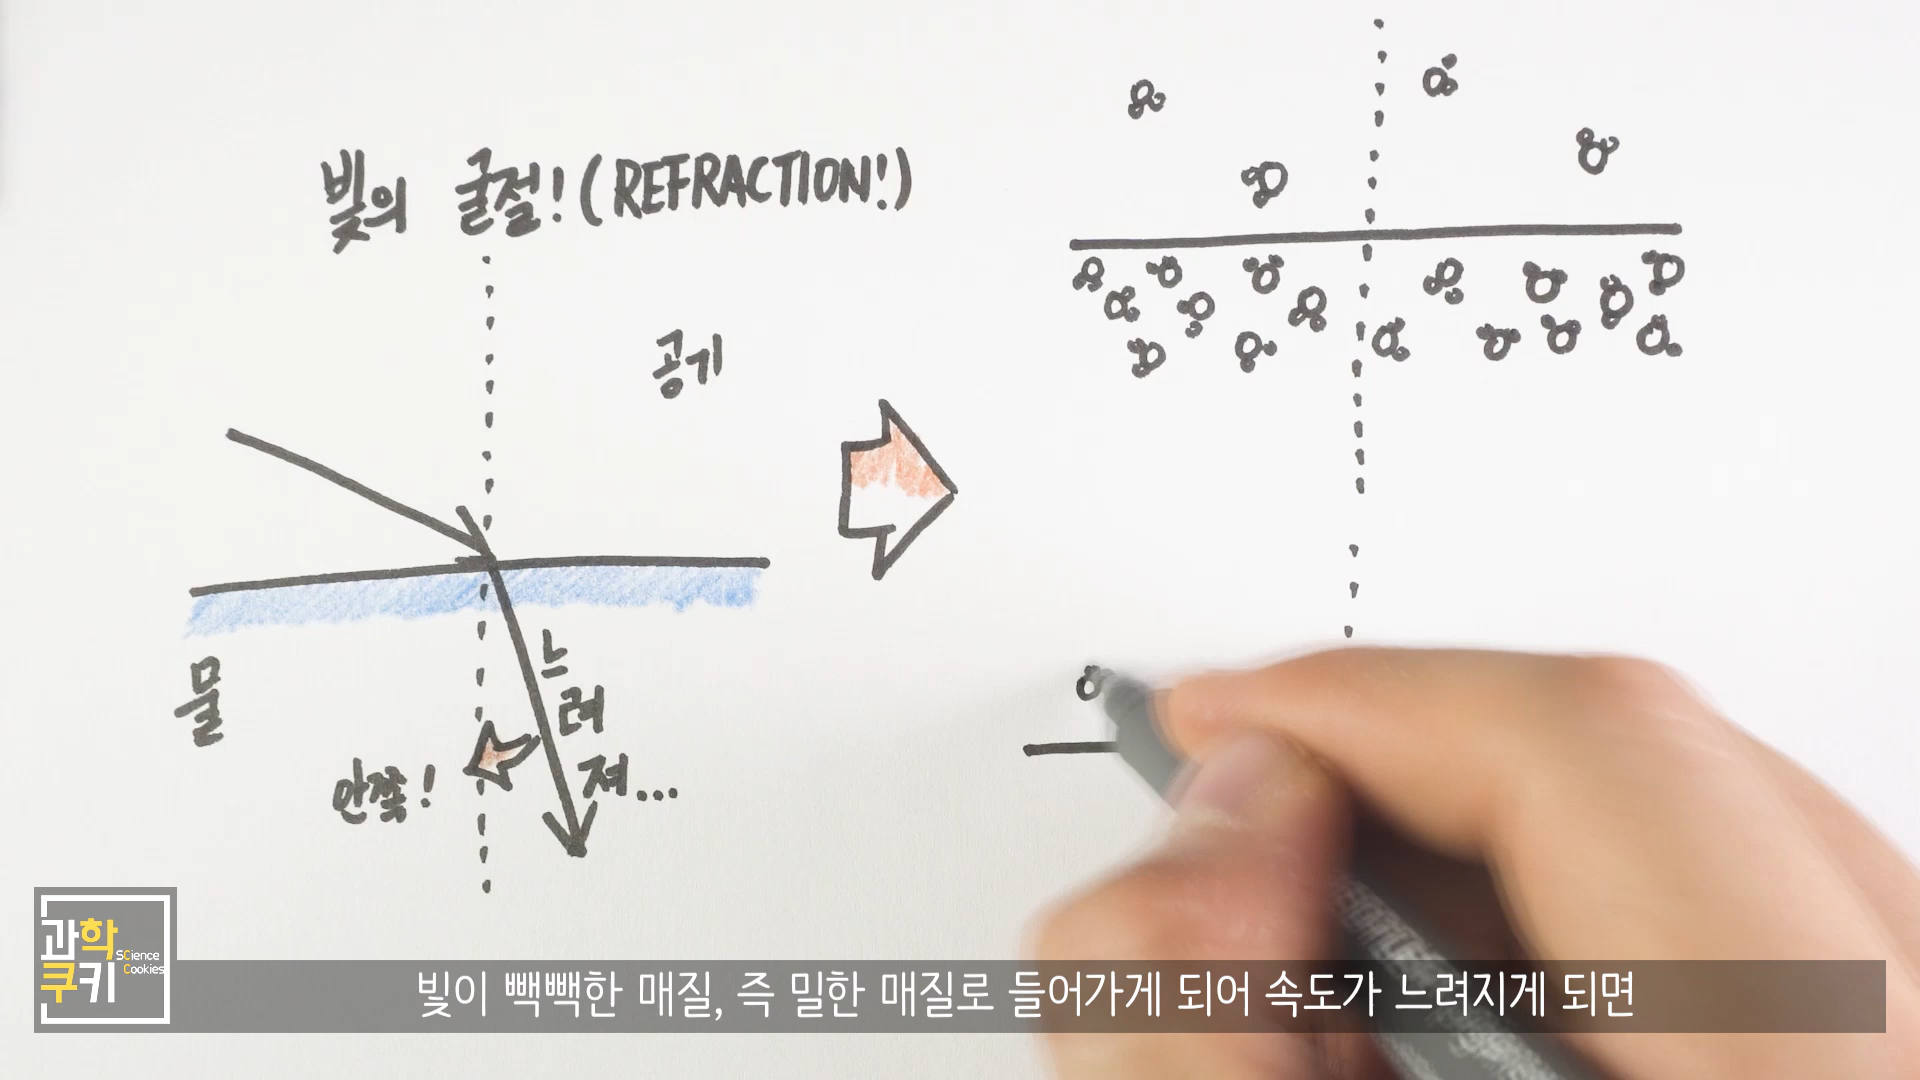 빛의 굴절! (REFRACTION!)
공기
물
느
려
져...
안쪽!
과학
쿠키
SCience
Cookies
빛이 빽빽한 매질, 즉 밀한 매질로 들어가게 되어 속도가 느려지게 되면